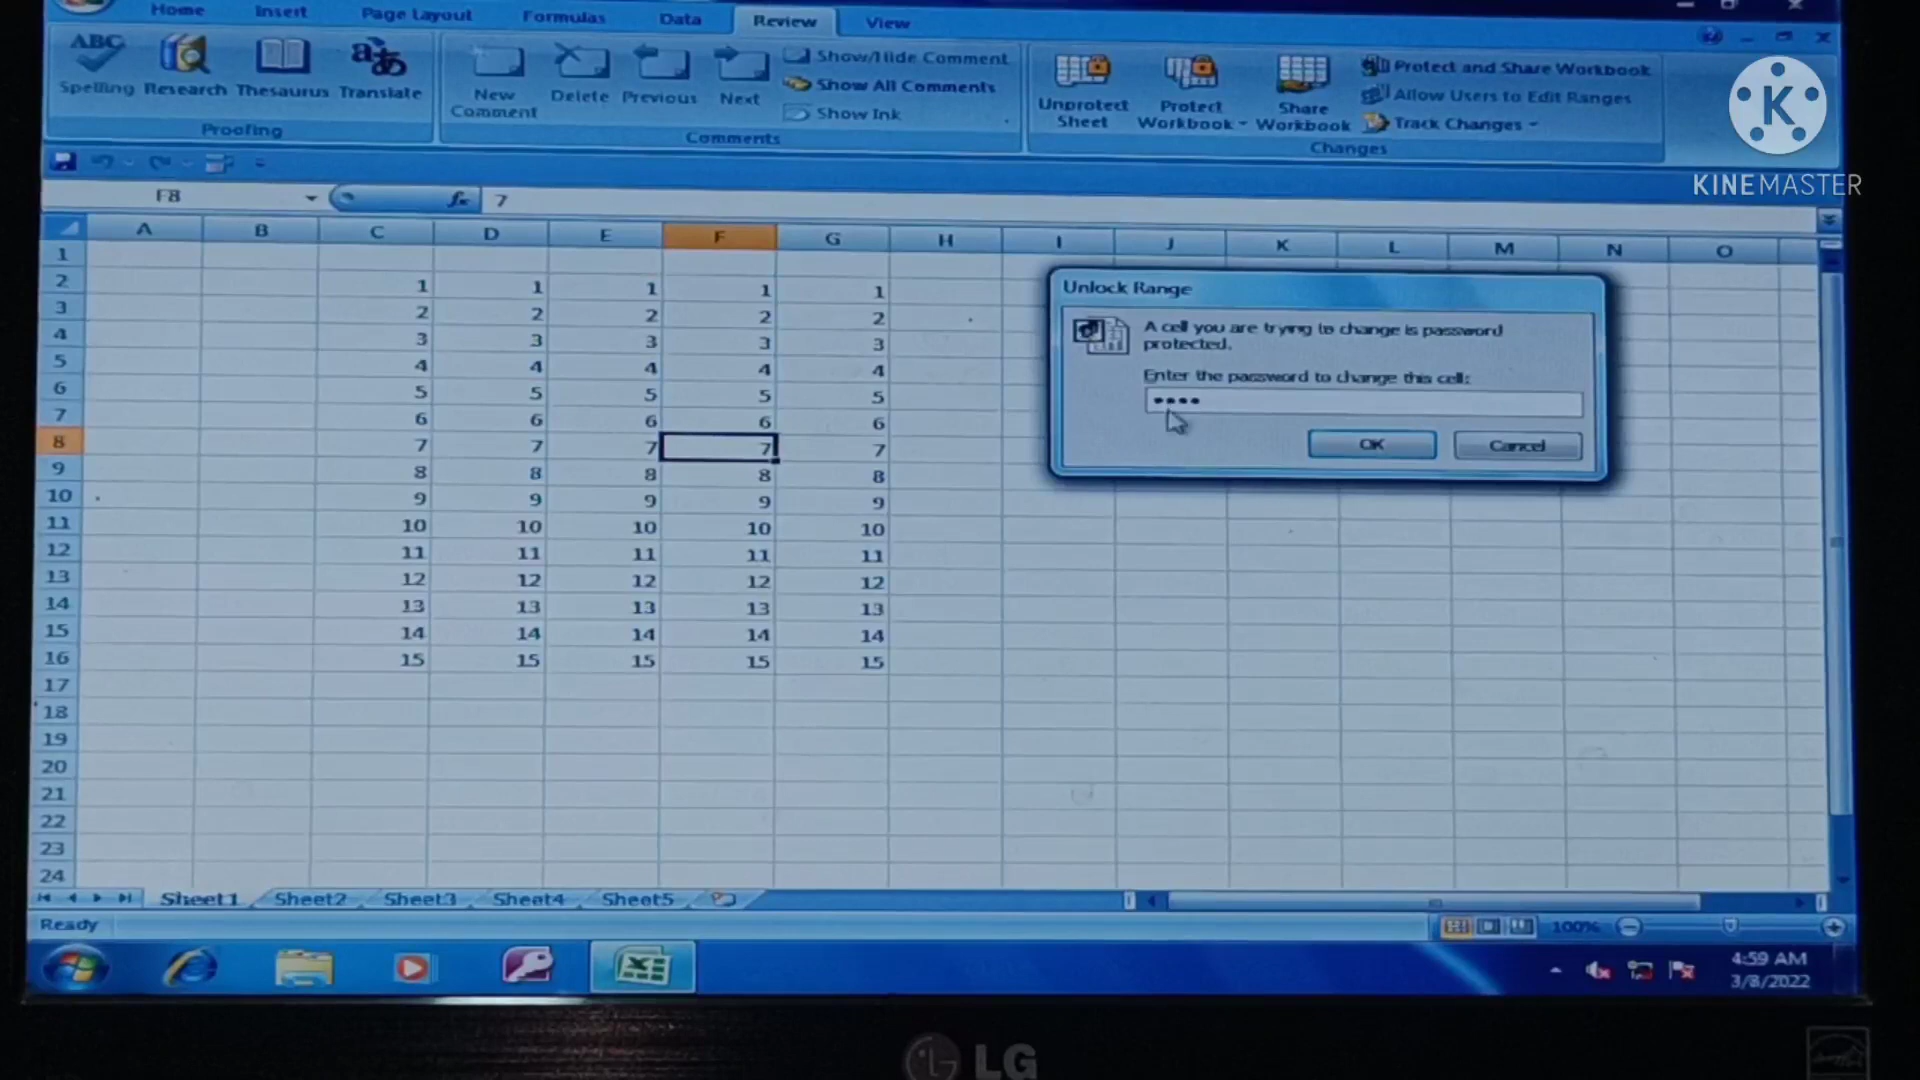 Home Insert Page Layout Formulas Data Review View
ABC
Spelling Research Thesaurus Translate
Proofing
New Comment Delete Previous Next
Show/Hide Comment
Show All Comments
Show Ink
Comments
Unprotect Sheet Protect Workbook Share Workbook
Protect and Share Workbook
Allow Users to Edit Ranges
Track Changes
Changes
K
KINEMASTER
F8 fx 7
A B C D E F G H I J K L M N O
1
2 1 1 1 1 1
3 2 2 2 2 2
4 3 3 3 3 3
5 4 4 4 4 4
6 5 5 5 5 5
7 6 6 6 6 6
8 7 7 7 7 7
9 8 8 8 8 8
10 9 9 9 9 9
11 10 10 10 10 10
12 11 11 11 11 11
13 12 12 12 12 12
14 13 13 13 13 13
15 14 14 14 14 14
16 15 15 15 15 15
17
18
19
20
21
22
23
24
Unlock Range
A cell you are trying to change is password
protected.
Enter the password to change this cell:
••••
OK Cancel
Sheet1 Sheet2 Sheet3 Sheet4 Sheet5
Ready 100%
4:59 AM
3/8/2022
LG